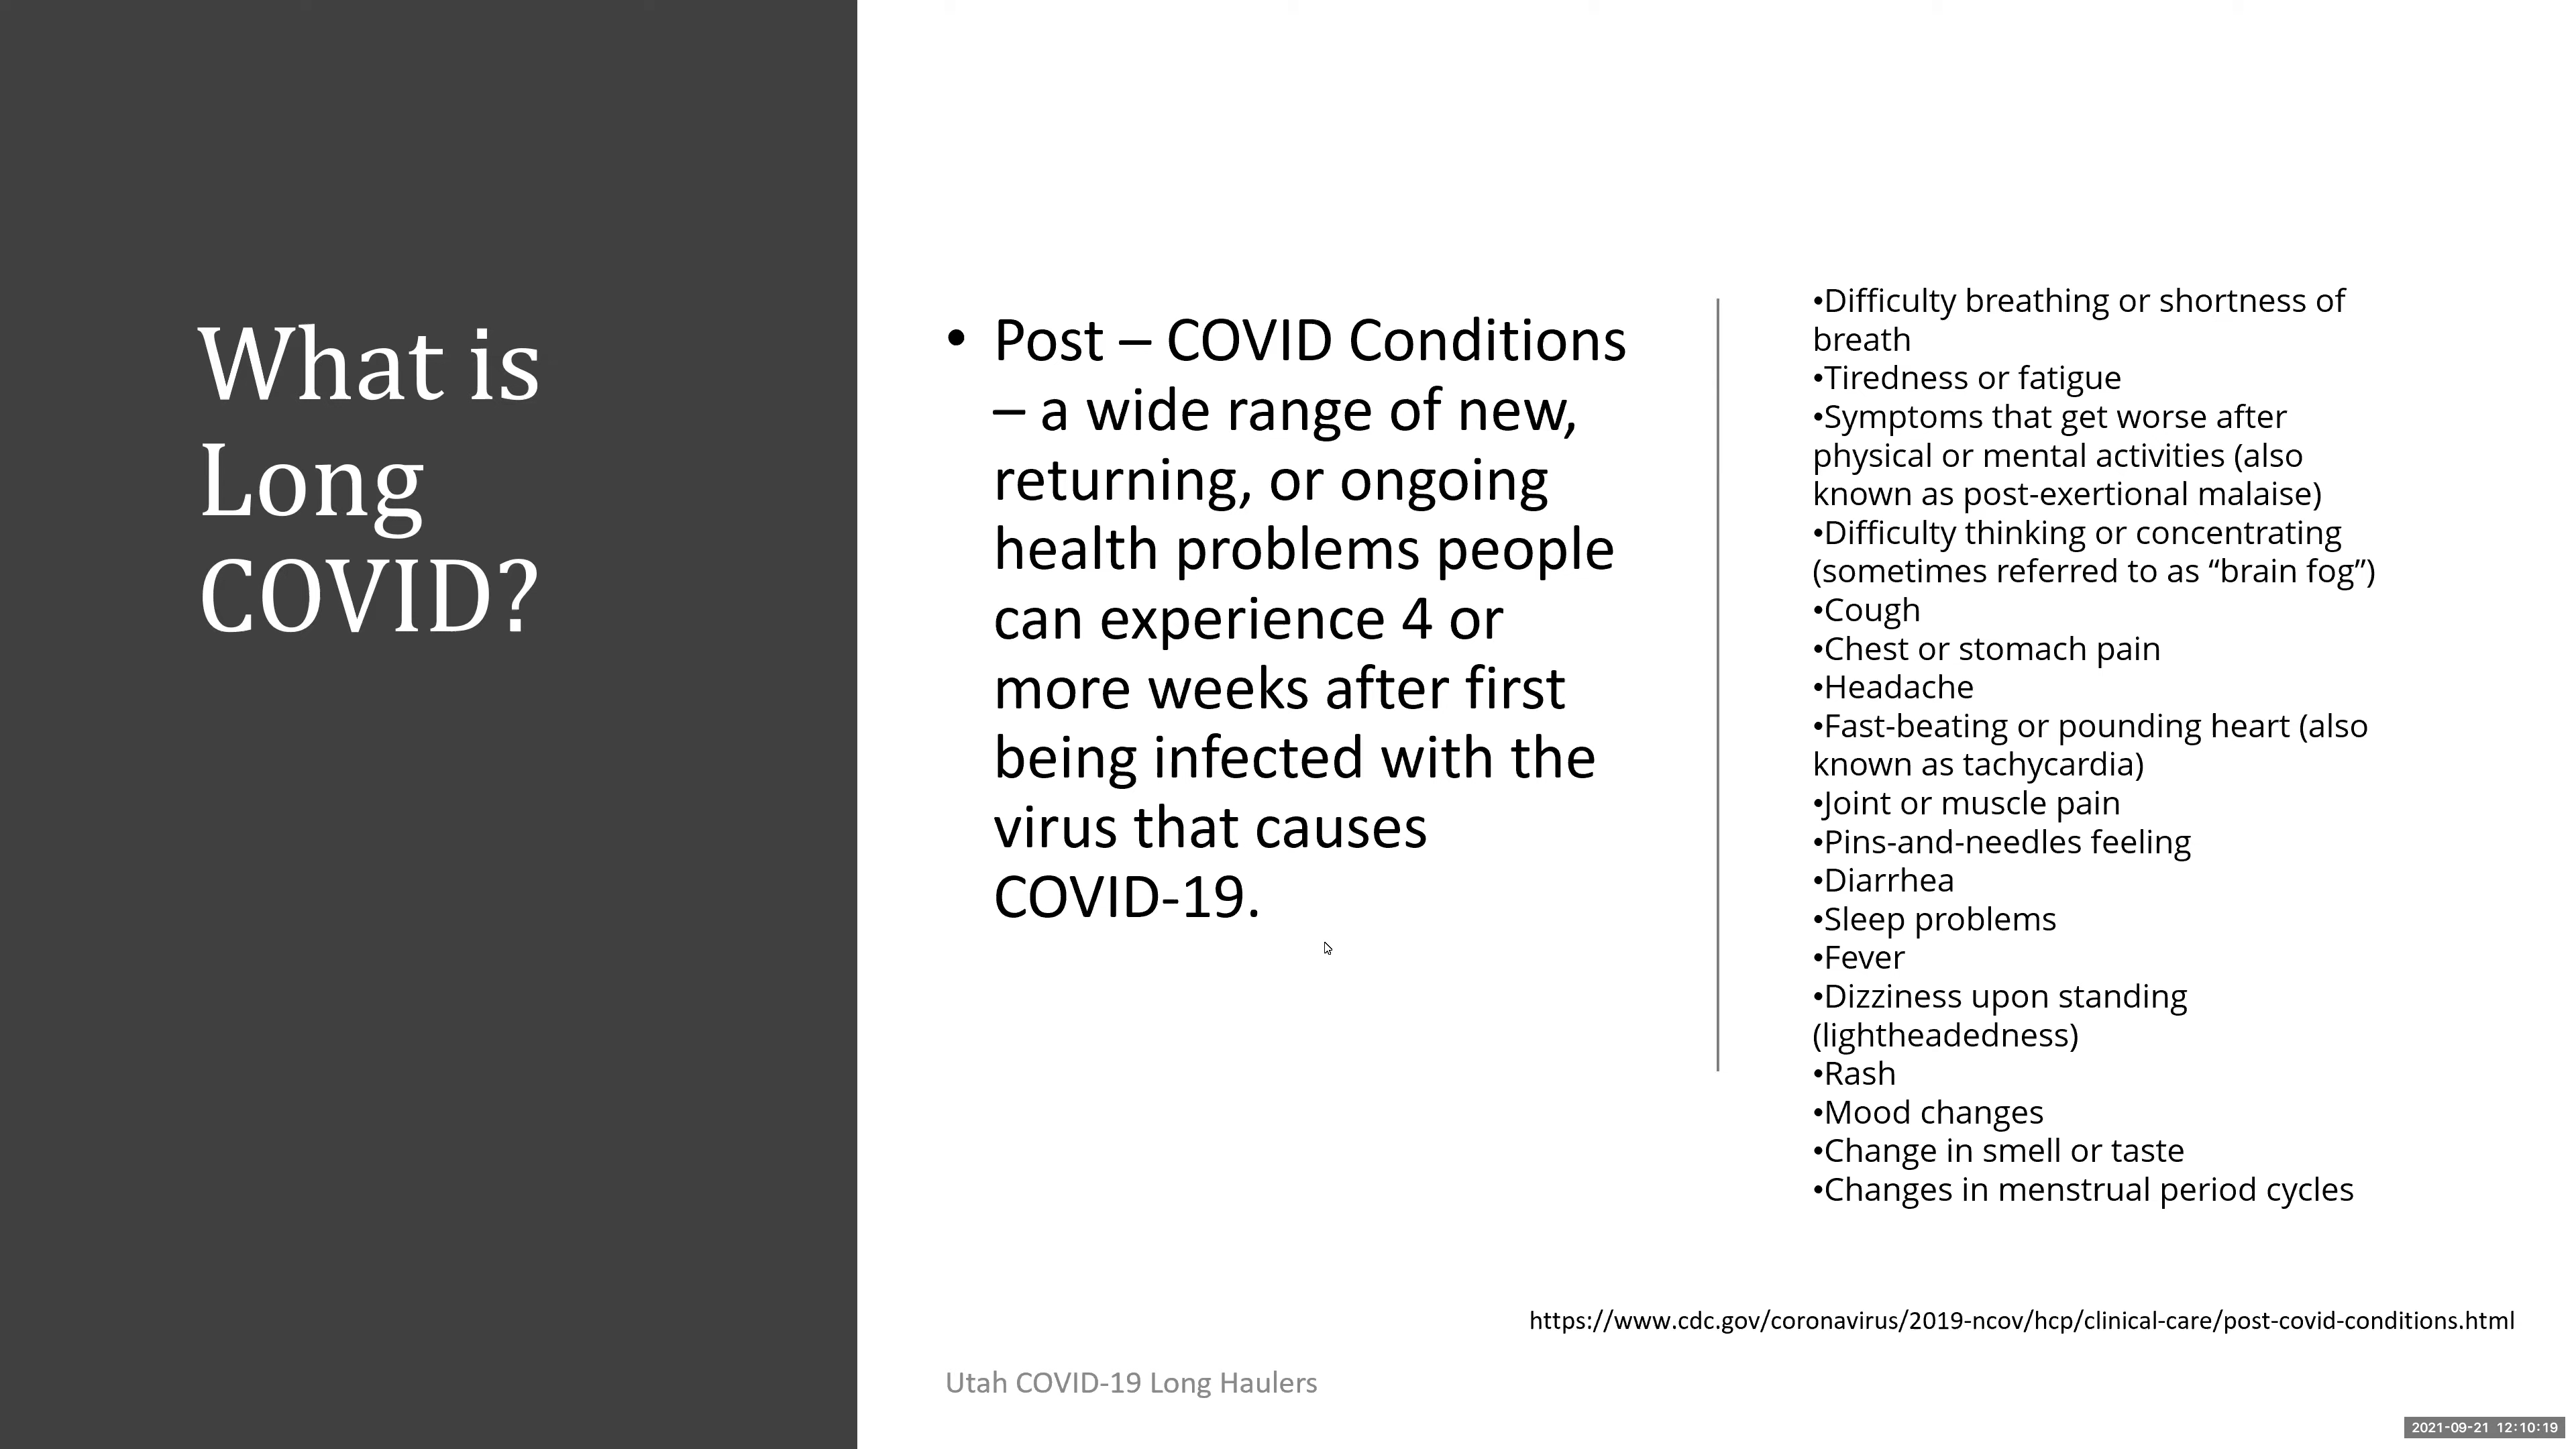 What is
Long
COVID?
• Post – COVID Conditions
– a wide range of new,
returning, or ongoing
health problems people
can experience 4 or
more weeks after first
being infected with the
virus that causes
COVID-19.
•Difficulty breathing or shortness of
breath
•Tiredness or fatigue
•Symptoms that get worse after
physical or mental activities (also
known as post-exertional malaise)
•Difficulty thinking or concentrating
(sometimes referred to as “brain fog”)
•Cough
•Chest or stomach pain
•Headache
•Fast-beating or pounding heart (also
known as tachycardia)
•Joint or muscle pain
•Pins-and-needles feeling
•Diarrhea
•Sleep problems
•Fever
•Dizziness upon standing
(lightheadedness)
•Rash
•Mood changes
•Change in smell or taste
•Changes in menstrual period cycles
https://www.cdc.gov/coronavirus/2019-ncov/hcp/clinical-care/post-covid-conditions.html
Utah COVID-19 Long Haulers
2021-09-21 12:10:19